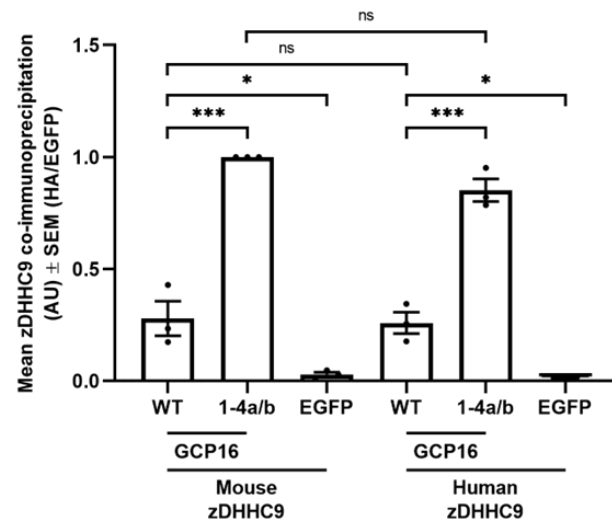 Mean zDHHC9 co-immunoprecipitation
(AU) ± SEM (HA/EGFP)
1.5
1.0
0.5
0.0
ns
ns
*
*
***
***
WT 1-4a/b EGFP WT 1-4a/b EGFP
GCP16 GCP16
Mouse Human
zDHHC9 zDHHC9